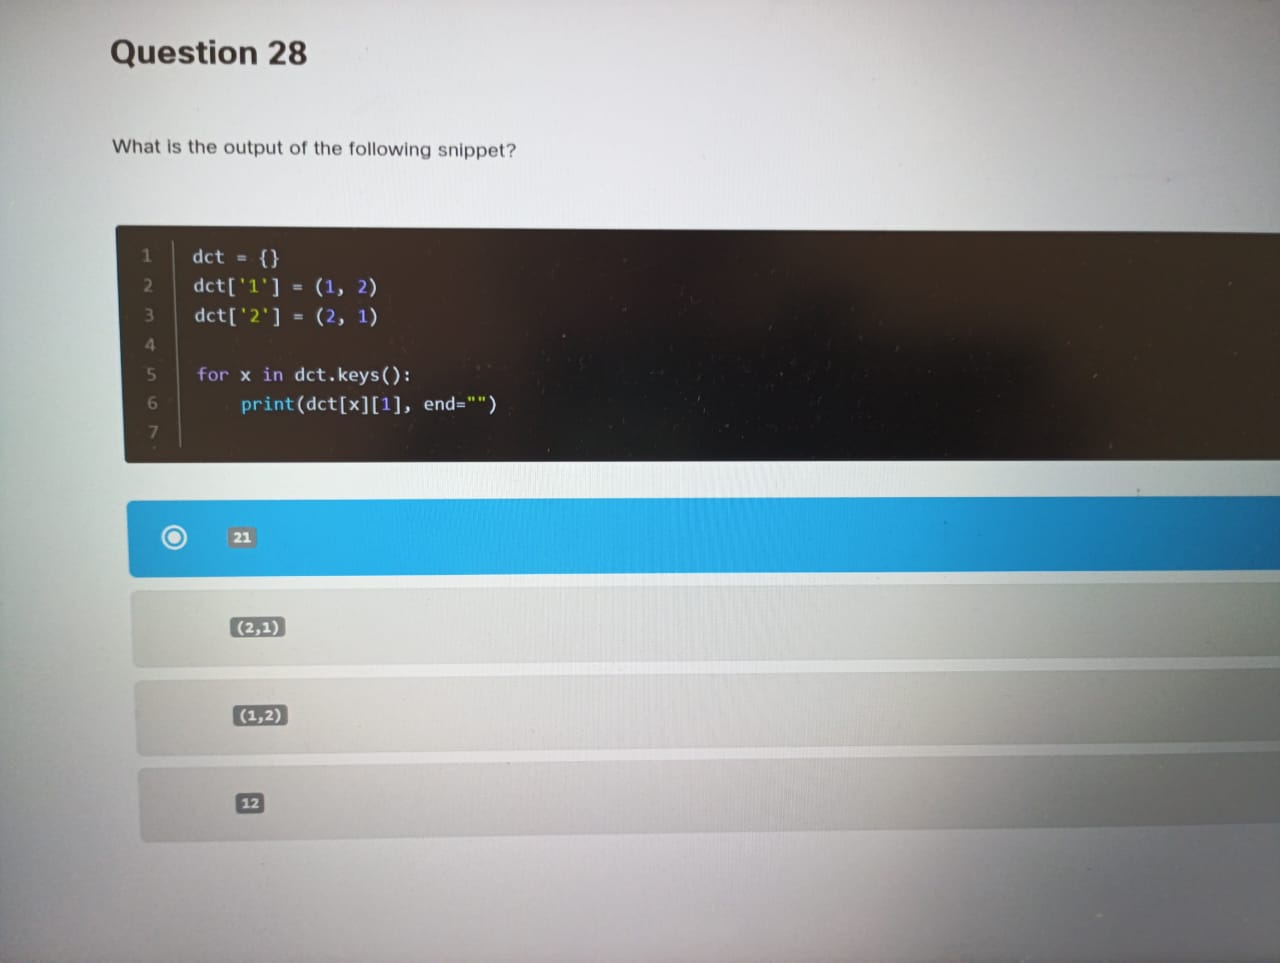 Question 28
What is the output of the following snippet?
1 dct = {}
2 dct['1'] = (1, 2)
3 dct['2'] = (2, 1)
4
5 for x in dct.keys():
6     print(dct[x][1], end="")
7
21
(2,1)
(1,2)
12